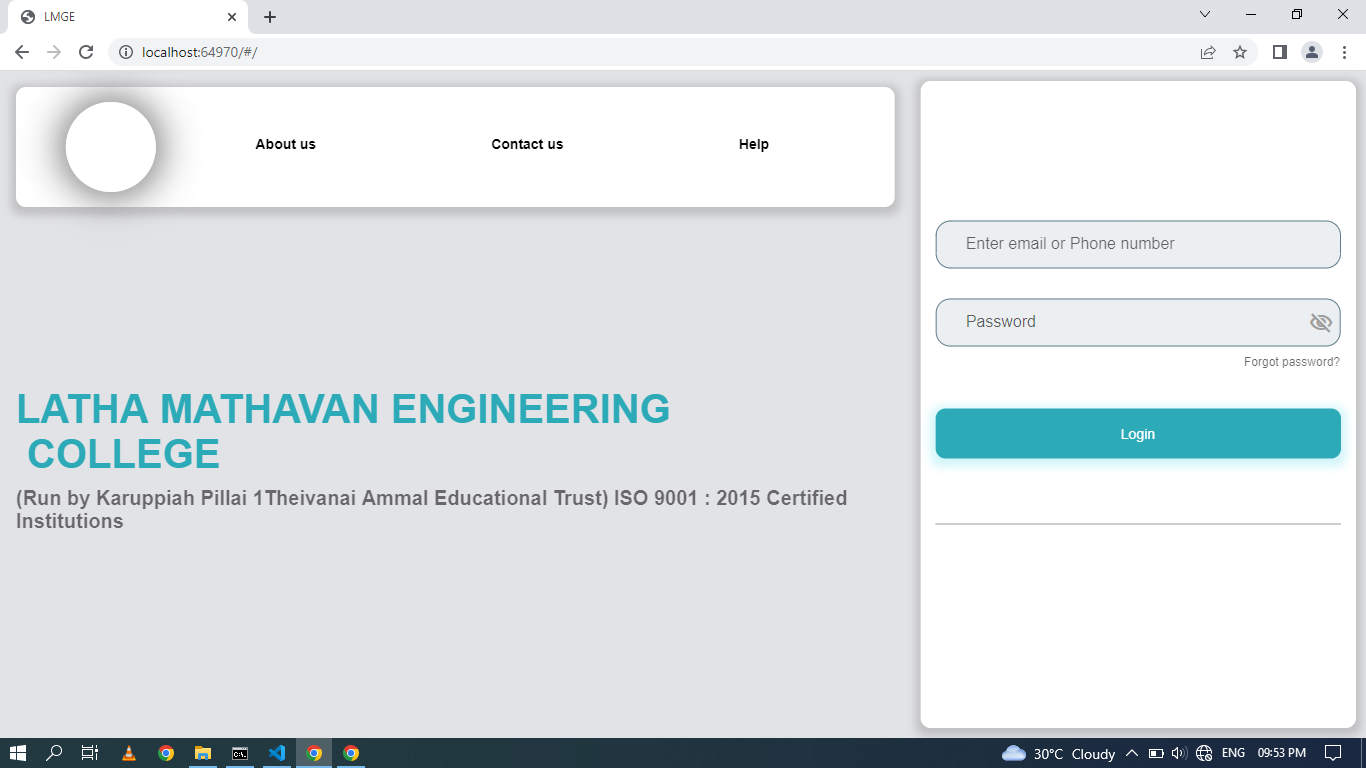 LMGE
localhost:64970/#/
About us
Contact us
Help
Enter email or Phone number
Password
Forgot password?
Login
LATHA MATHAVAN ENGINEERING
COLLEGE
(Run by Karuppiah Pillai 1Theivanai Ammal Educational Trust) ISO 9001 : 2015 Certified
Institutions
30°C Cloudy
ENG
09:53 PM